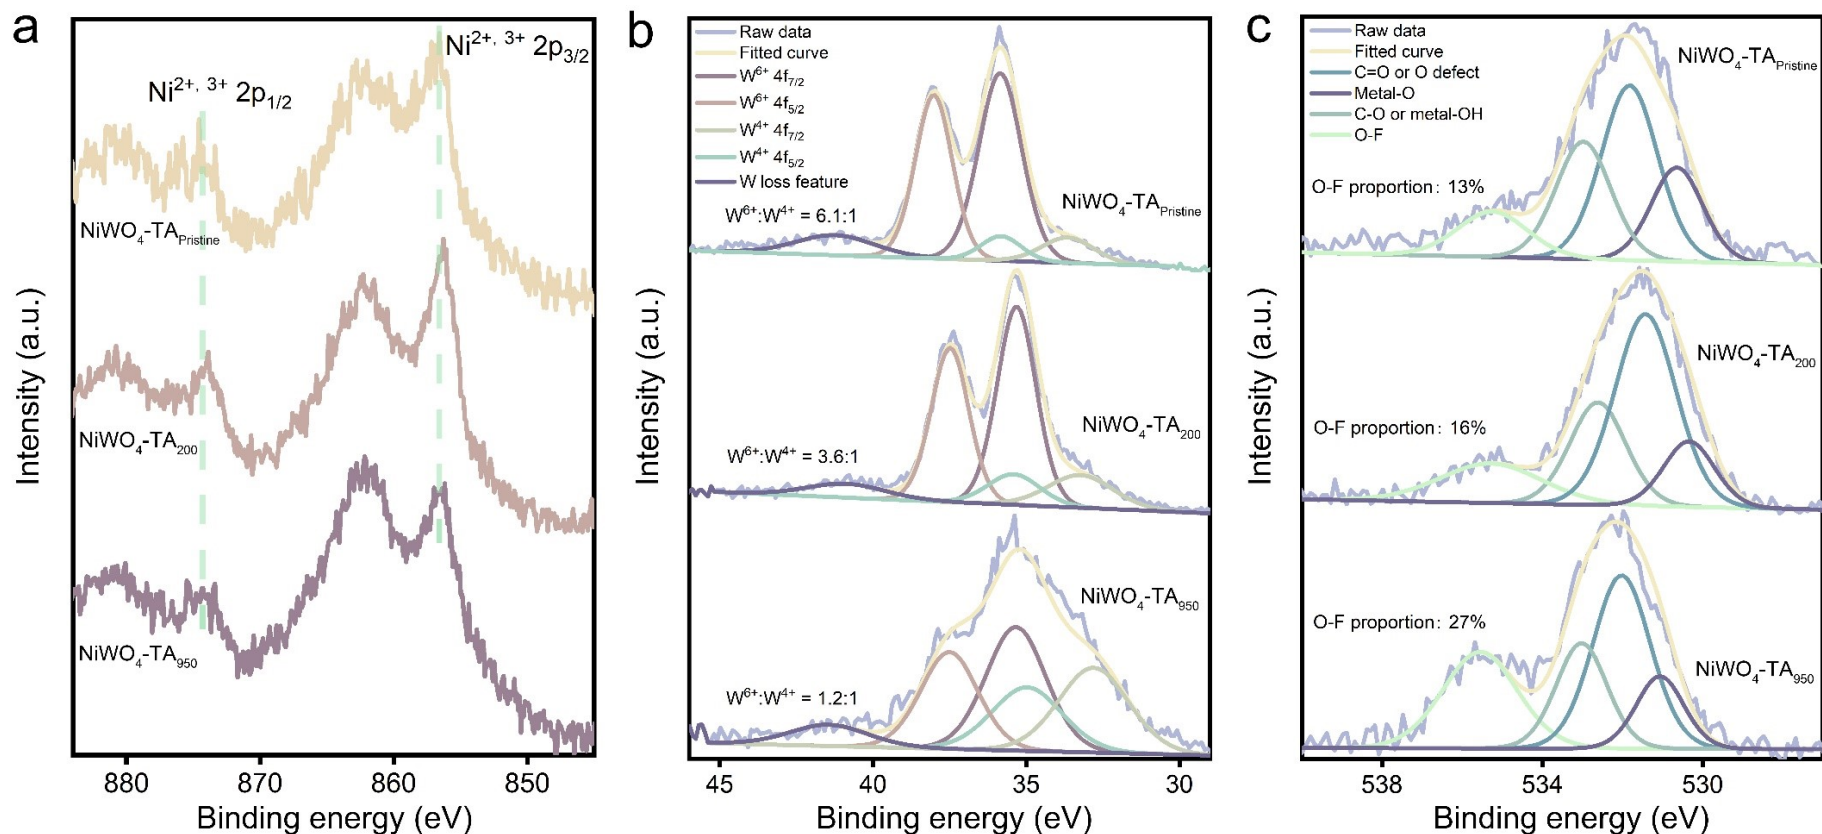 a
Ni²⁺, ³⁺ 2p₃/₂
Ni²⁺, ³⁺ 2p₁/₂
NiWO₄-TA_Pristine
NiWO₄-TA₂₀₀
NiWO₄-TA₉₅₀
Intensity (a.u.)
880 870 860 850
Binding energy (eV)
b
Raw data
Fitted curve
W⁶⁺ 4f₇/₂
W⁶⁺ 4f₅/₂
W⁴⁺ 4f₇/₂
W⁴⁺ 4f₅/₂
W loss feature
W⁶⁺:W⁴⁺ = 6.1:1
NiWO₄-TA_Pristine
NiWO₄-TA₂₀₀
W⁶⁺:W⁴⁺ = 3.6:1
NiWO₄-TA₉₅₀
W⁶⁺:W⁴⁺ = 1.2:1
Intensity (a.u.)
45 40 35 30
Binding energy (eV)
c
Raw data
Fitted curve
C=O or O defect
Metal-O
C-O or metal-OH
O-F
NiWO₄-TA_Pristine
O-F proportion: 13%
NiWO₄-TA₂₀₀
O-F proportion: 16%
O-F proportion: 27%
NiWO₄-TA₉₅₀
Intensity (a.u.)
538 534 530
Binding energy (eV)